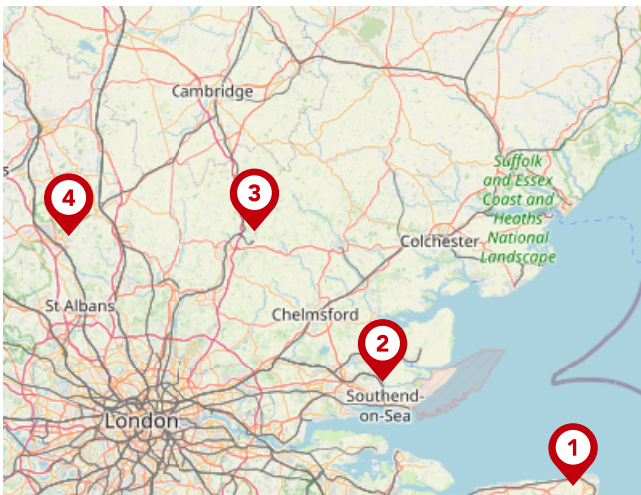 Cambridge
s
4
3
Suffolk
and Essex
Coast and
Heaths
National
Landscape
Colchester
St Albans
Chelmsford
2
Southend-
on-Sea
London
1